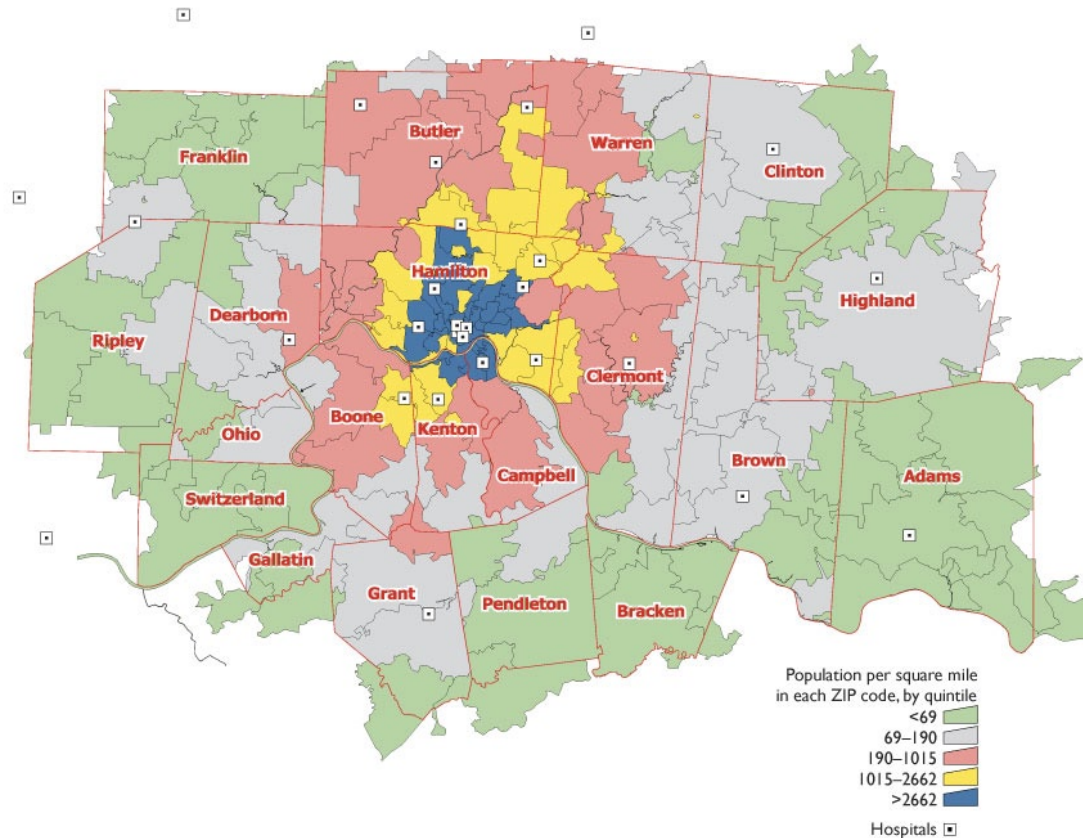 Butler
Warren
Franklin
Clinton
Hamilton
Highland
Dearborn
Ripley
Clermont
Boone
Kenton
Ohio
Brown
Campbell
Adams
Switzerland
Gallatin
Grant
Pendleton
Bracken
Population per square mile
in each ZIP code, by quintile
<69
69–190
190–1015
1015–2662
>2662
Hospitals